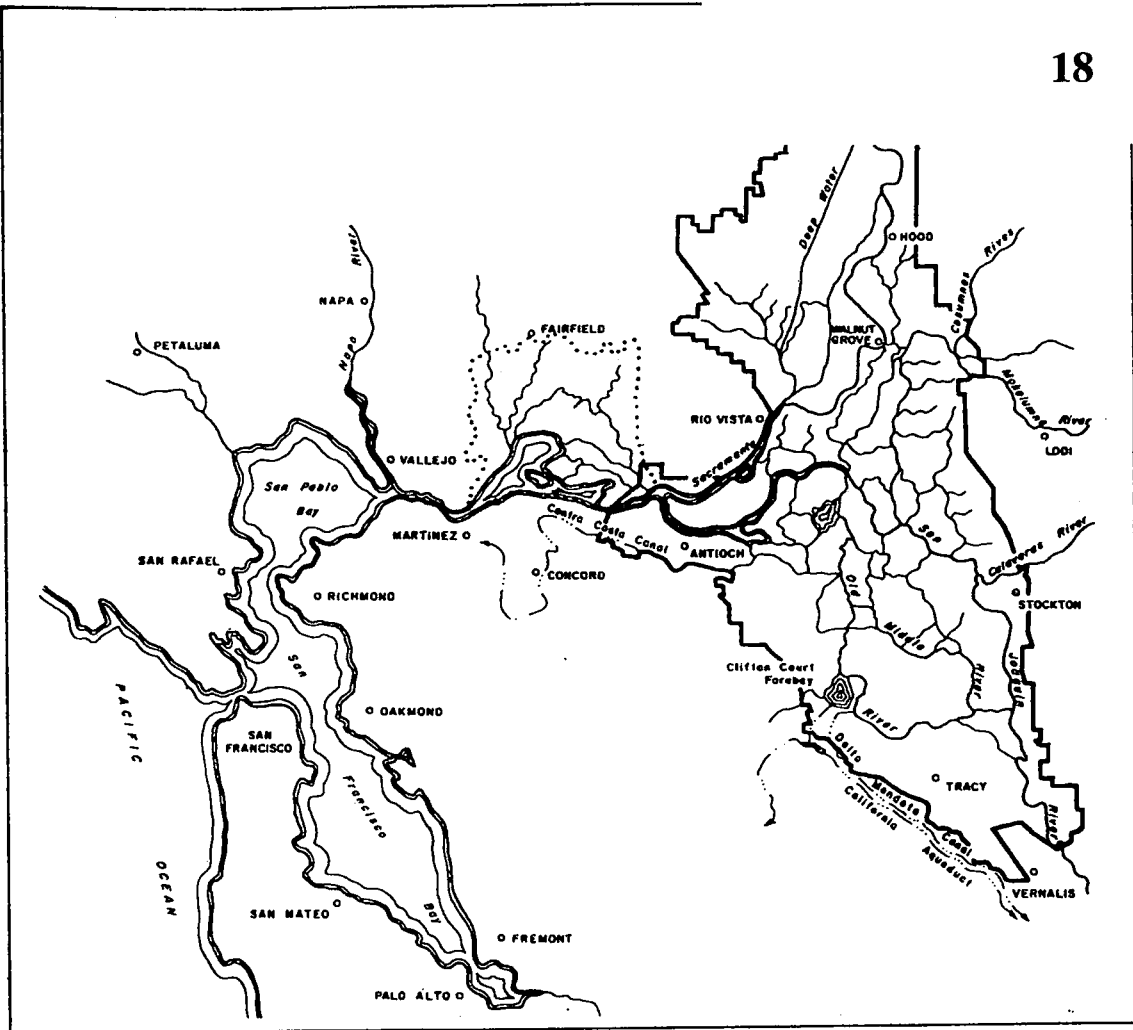 18
Deep Water
HOOD
Cosumnes River
Napa River
NAPA
FAIRFIELD
WALNUT
GROVE
PETALUMA
Mokelumne River
LODI
RIO VISTA
Sacramento
VALLEJO
San Pablo
Bay
Contra Costa Canal
MARTINEZ
ANTIOCH
San Joaquin River
Calaveras River
SAN RAFAEL
CONCORD
RICHMOND
STOCKTON
Old River
Middle River
Clifton Court
Forebay
San Francisco Bay
PACIFIC OCEAN
OAKMOND
SAN
FRANCISCO
Delta Mendota Canal
TRACY
California
Aqueduct
VERNALIS
SAN MATEO
FREMONT
PALO ALTO